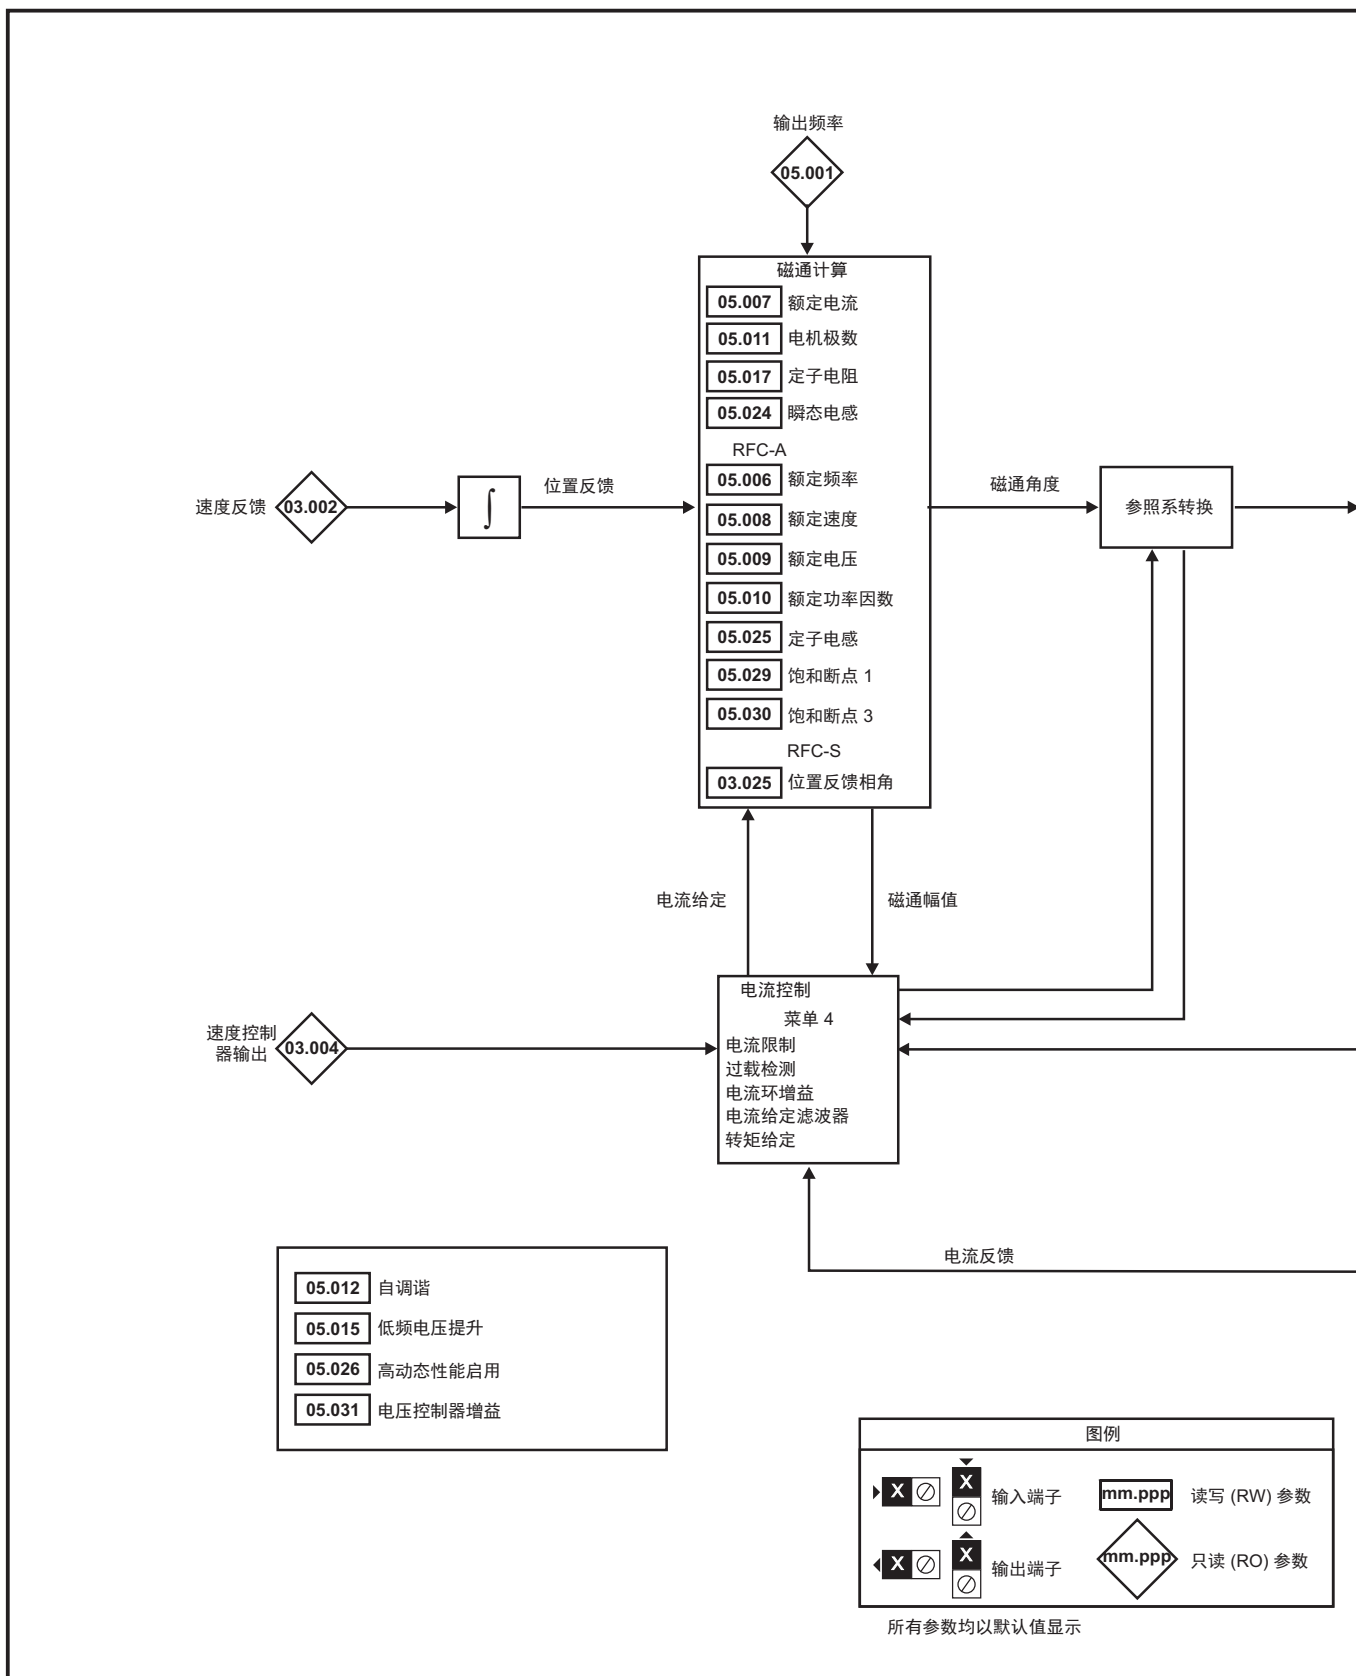 输出频率
05.001
磁通计算
05.007 额定电流
05.011 电机极数
05.017 定子电阻
05.024 瞬态电感
RFC-A
05.006 额定频率
05.008 额定速度
05.009 额定电压
05.010 额定功率因数
05.025 定子电感
05.029 饱和断点 1
05.030 饱和断点 3
RFC-S
03.025 位置反馈相角
速度反馈
03.002
∫
位置反馈
磁通角度
参照系转换
电流给定
磁通幅值
速度控制
器输出
03.004
电流控制
菜单 4
电流限制
过载检测
电流环增益
电流给定滤波器
转矩给定
电流反馈
05.012 自调谐
05.015 低频电压提升
05.026 高动态性能启用
05.031 电压控制器增益
图例
X X 输入端子
mm.ppp 读写 (RW) 参数
X X 输出端子
mm.ppp 只读 (RO) 参数
所有参数均以默认值显示